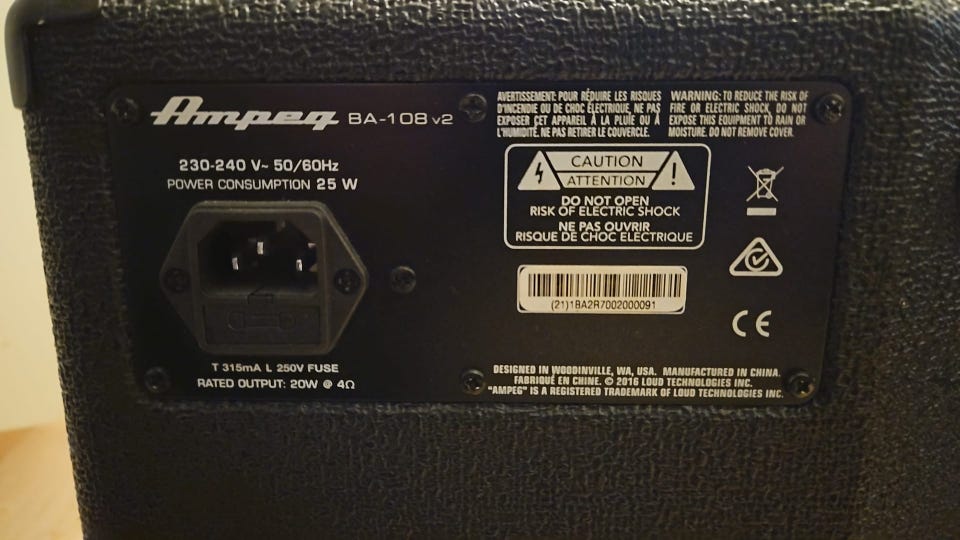 Ampeg BA-108 v2
230-240 V~ 50/60Hz
POWER CONSUMPTION 25 W
T 315mA L 250V FUSE
RATED OUTPUT: 20W @ 4Ω
AVERTISSEMENT: POUR RÉDUIRE LES RISQUES
D'INCENDIE OU DE CHOC ÉLECTRIQUE, NE PAS
EXPOSER CET APPAREIL À LA PLUIE OU À
L'HUMIDITÉ. NE PAS RETIRER LE COUVERCLE.
WARNING: TO REDUCE THE RISK OF
FIRE OR ELECTRIC SHOCK, DO NOT
EXPOSE THIS EQUIPMENT TO RAIN OR
MOISTURE. DO NOT REMOVE COVER.
CAUTION
ATTENTION
DO NOT OPEN
RISK OF ELECTRIC SHOCK
NE PAS OUVRIR
RISQUE DE CHOC ELECTRIQUE
(21)1BA2R7002000091
CE
DESIGNED IN WOODINVILLE, WA, USA. MANUFACTURED IN CHINA.
FABRIQUÉ EN CHINE. © 2016 LOUD TECHNOLOGIES INC.
"AMPEG" IS A REGISTERED TRADEMARK OF LOUD TECHNOLOGIES INC.